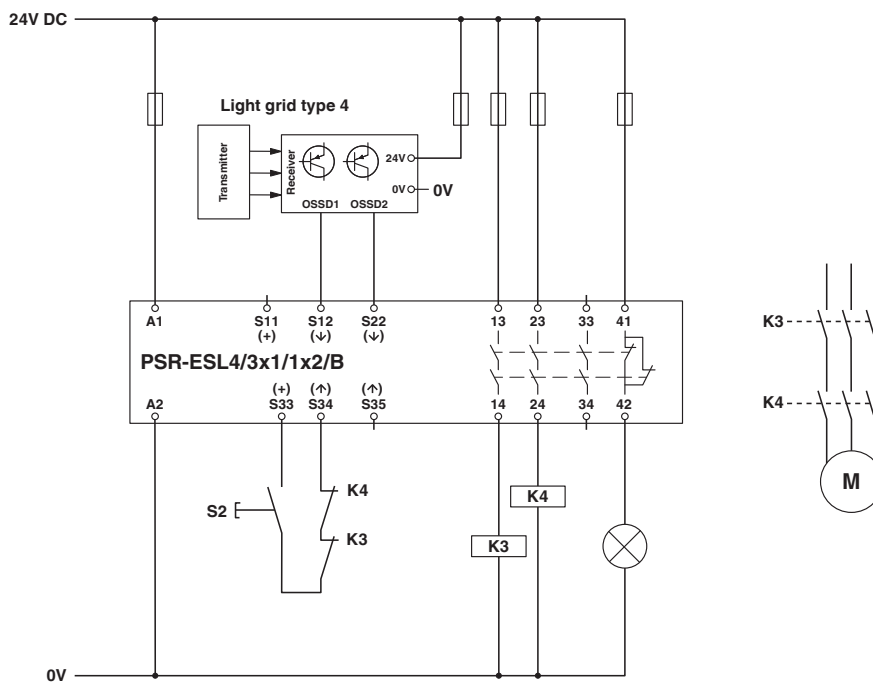 24V DC
Light grid type 4
Transmitter
Receiver
24V
0V
0V
OSSD1 OSSD2
A1 S11 S12 S22 13 23 33 41
(+) (↓) (↓)
PSR-ESL4/3x1/1x2/B
(+) (↑) (↑)
A2 S33 S34 S35 14 24 34 42
K4
S2
K3
K4
K3
K3
K4
M
0V